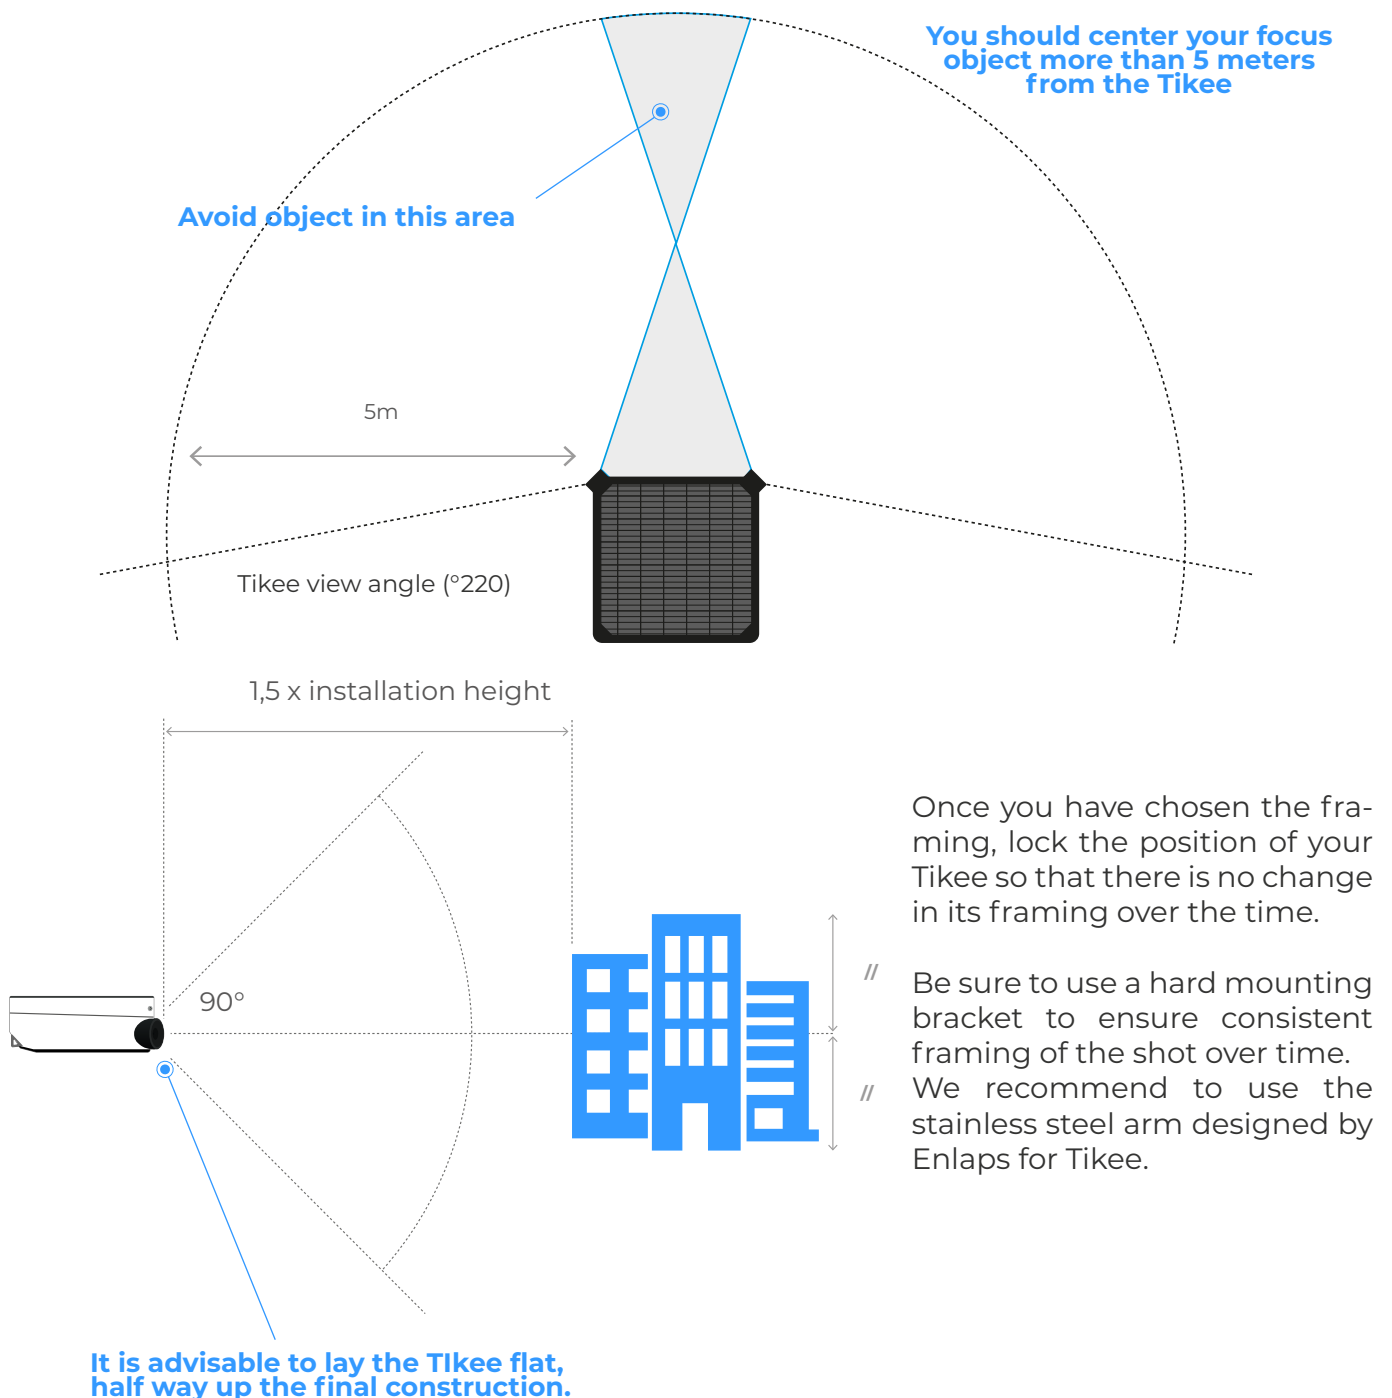 You should center your focus
object more than 5 meters
from the Tikee
Avoid object in this area
5m
Tikee view angle (°220)
1,5 x installation height
90°
//
//
Once you have chosen the fra-
ming, lock the position of your
Tikee so that there is no change
in its framing over the time.
Be sure to use a hard mounting
bracket to ensure consistent
framing of the shot over time.
We recommend to use the
stainless steel arm designed by
Enlaps for Tikee.
It is advisable to lay the TIkee flat,
half way up the final construction.